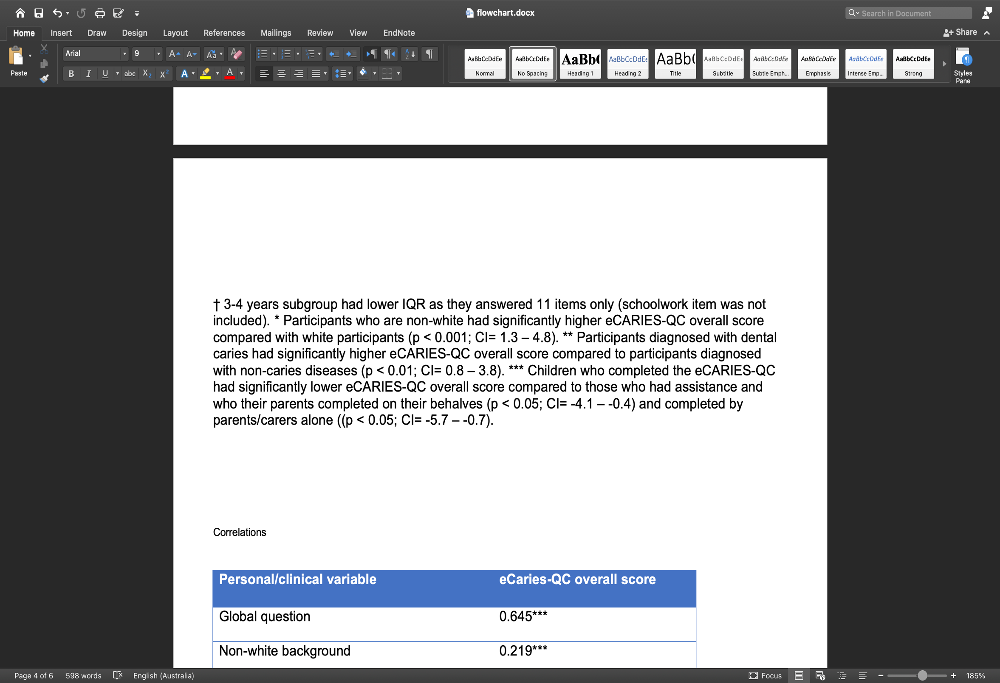 flowchart.docx
Search in Document
Home Insert Draw Design Layout References Mailings Review View EndNote
Share
Paste
Arial 9
AaBbCcDdEe AaBbCcDdEe AaBb( AaBbCcDdEe AaBb( AaBbCcDdEe AaBbCcDdEe AaBbCcDdEe AaBbCcDdEe AaBbCcDdEe
Normal No Spacing Heading 1 Heading 2 Title Subtitle Subtle Emph... Emphasis Intense Emp... Strong
Styles
Pane
† 3-4 years subgroup had lower IQR as they answered 11 items only (schoolwork item was not
included). * Participants who are non-white had significantly higher eCARIES-QC overall score
compared with white participants (p < 0.001; CI= 1.3 – 4.8). ** Participants diagnosed with dental
caries had significantly higher eCARIES-QC overall score compared to participants diagnosed
with non-caries diseases (p < 0.01; CI= 0.8 – 3.8). *** Children who completed the eCARIES-QC
had significantly lower eCARIES-QC overall score compared to those who had assistance and
who their parents completed on their behalves (p < 0.05; CI= -4.1 – -0.4) and completed by
parents/carers alone ((p < 0.05; CI= -5.7 – -0.7).
Correlations
Personal/clinical variable eCaries-QC overall score
Global question 0.645***
Non-white background 0.219***
Page 4 of 6 598 words English (Australia) Focus 185%